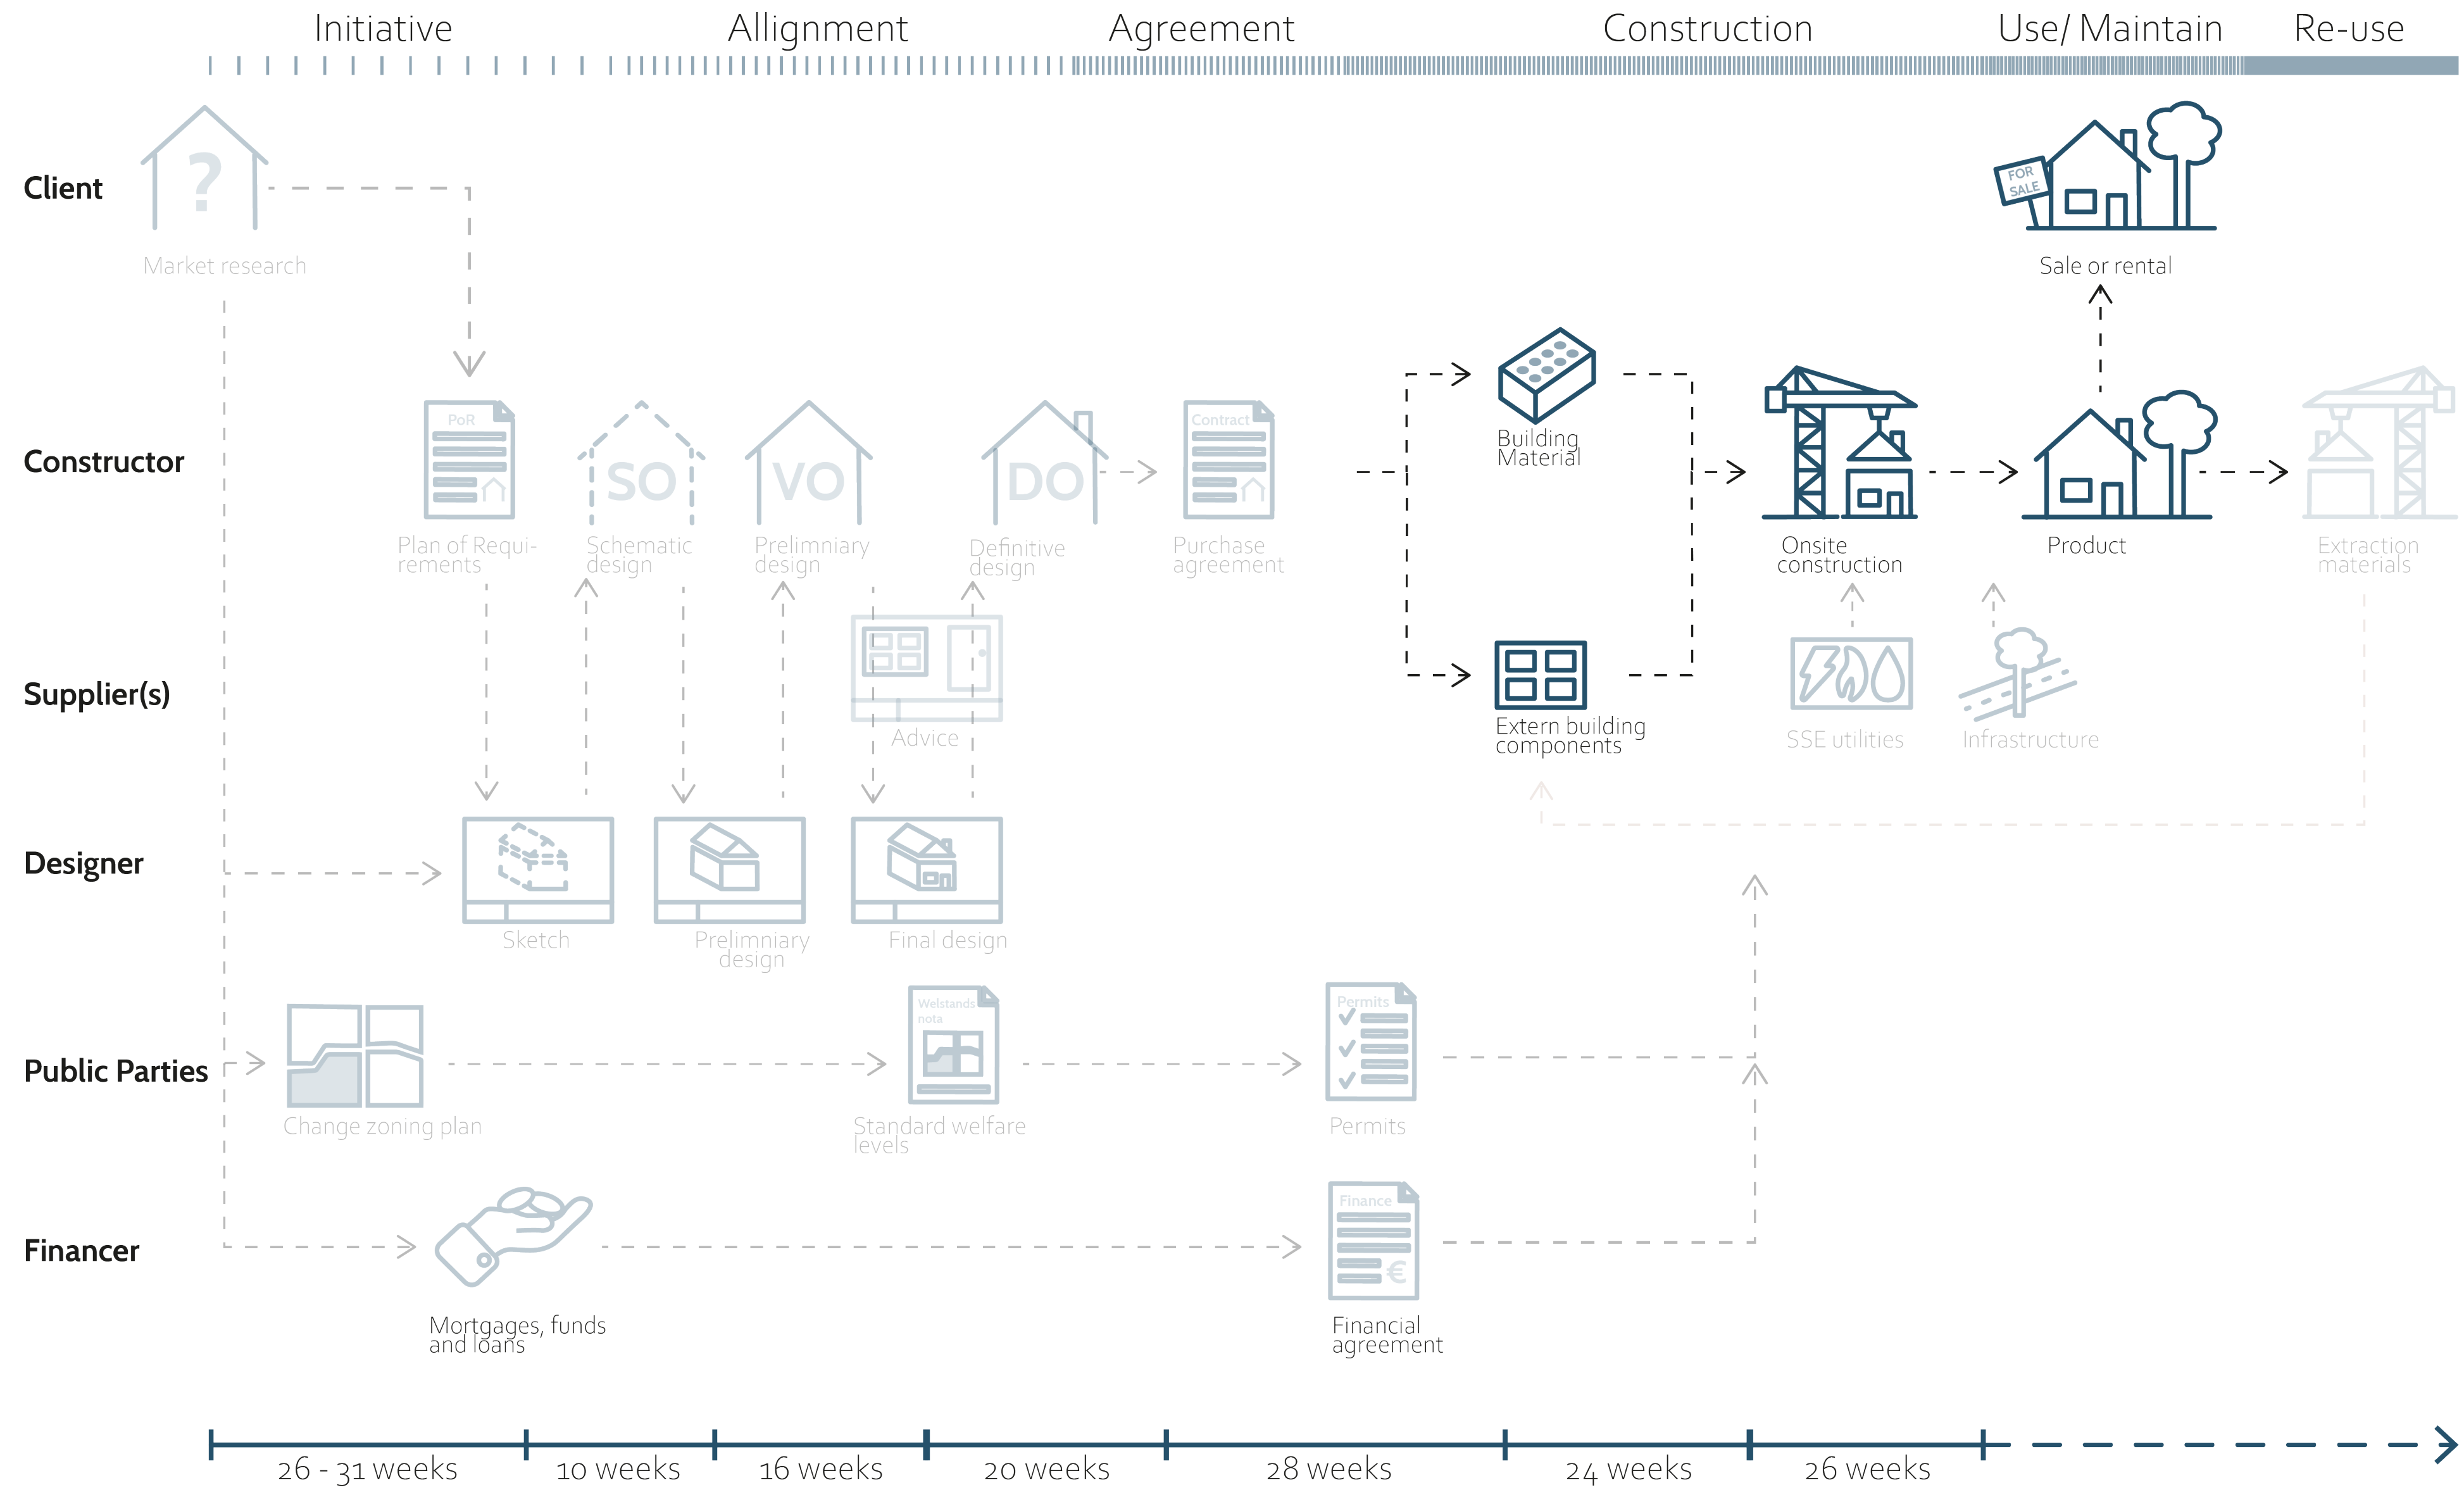 Initiative
Allignment
Agreement
Construction
Use/ Maintain
Re-use
Client
?
Market research
FOR
SALE
Sale or rental
Constructor
PoR
Plan of Requi-
rements
SO
Schematic
design
VO
Prelimniary
design
DO
Definitive
design
Contract
Purchase
agreement
Building
Material
Onsite
construction
Product
Extraction
materials
Supplier(s)
Advice
Extern building
components
SSE utilities
Infrastructure
Designer
Sketch
Prelimniary
design
Final design
Public Parties
Change zoning plan
Welstands
nota
Standard welfare
levels
Permits
Permits
Financer
Mortgages, funds
and loans
Finance
€
Financial
agreement
26 - 31 weeks
10 weeks
16 weeks
20 weeks
28 weeks
24 weeks
26 weeks